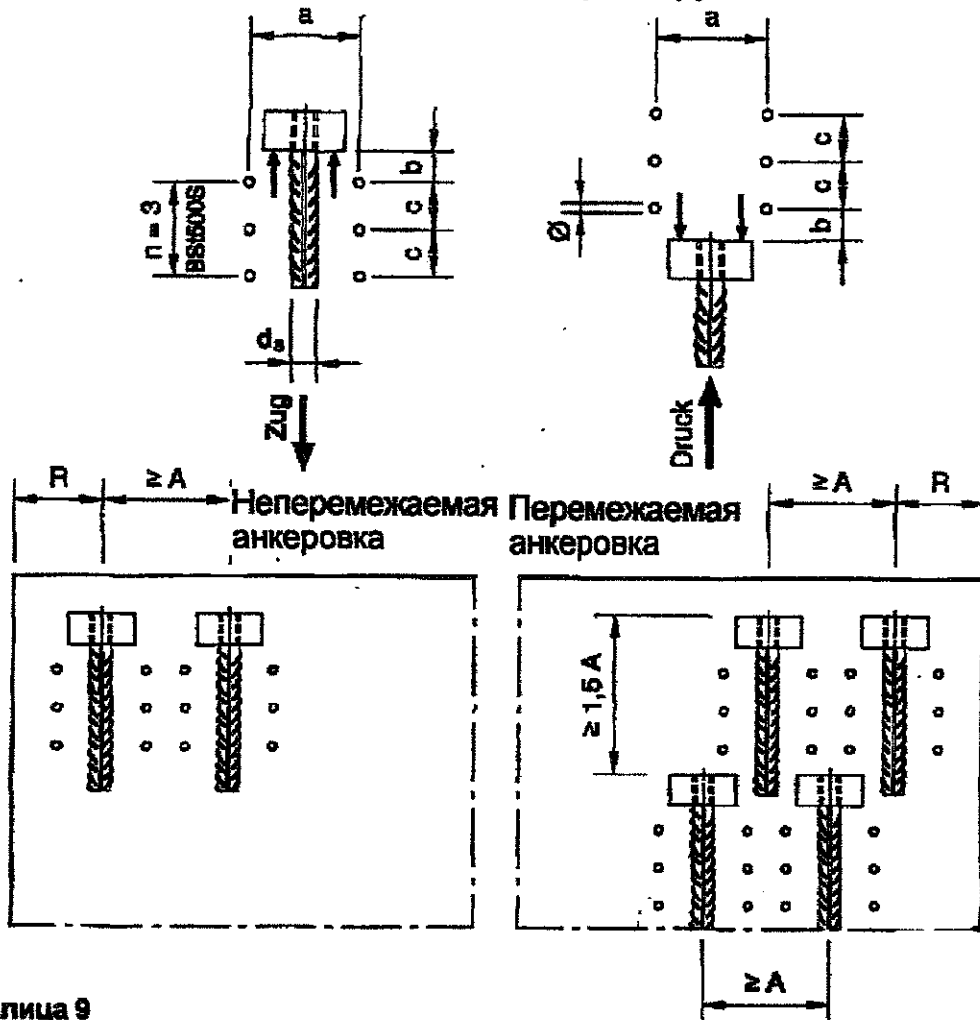 a
a
b
c
c
n = 3
BSt500S
dₛ
Zug
c
c
b
Ø
Druck
R
≥ A
Неперемежаемая
анкеровка
Перемежаемая
анкеровка
≥ A
R
≥ 1,5 A
≥ A
лица 9